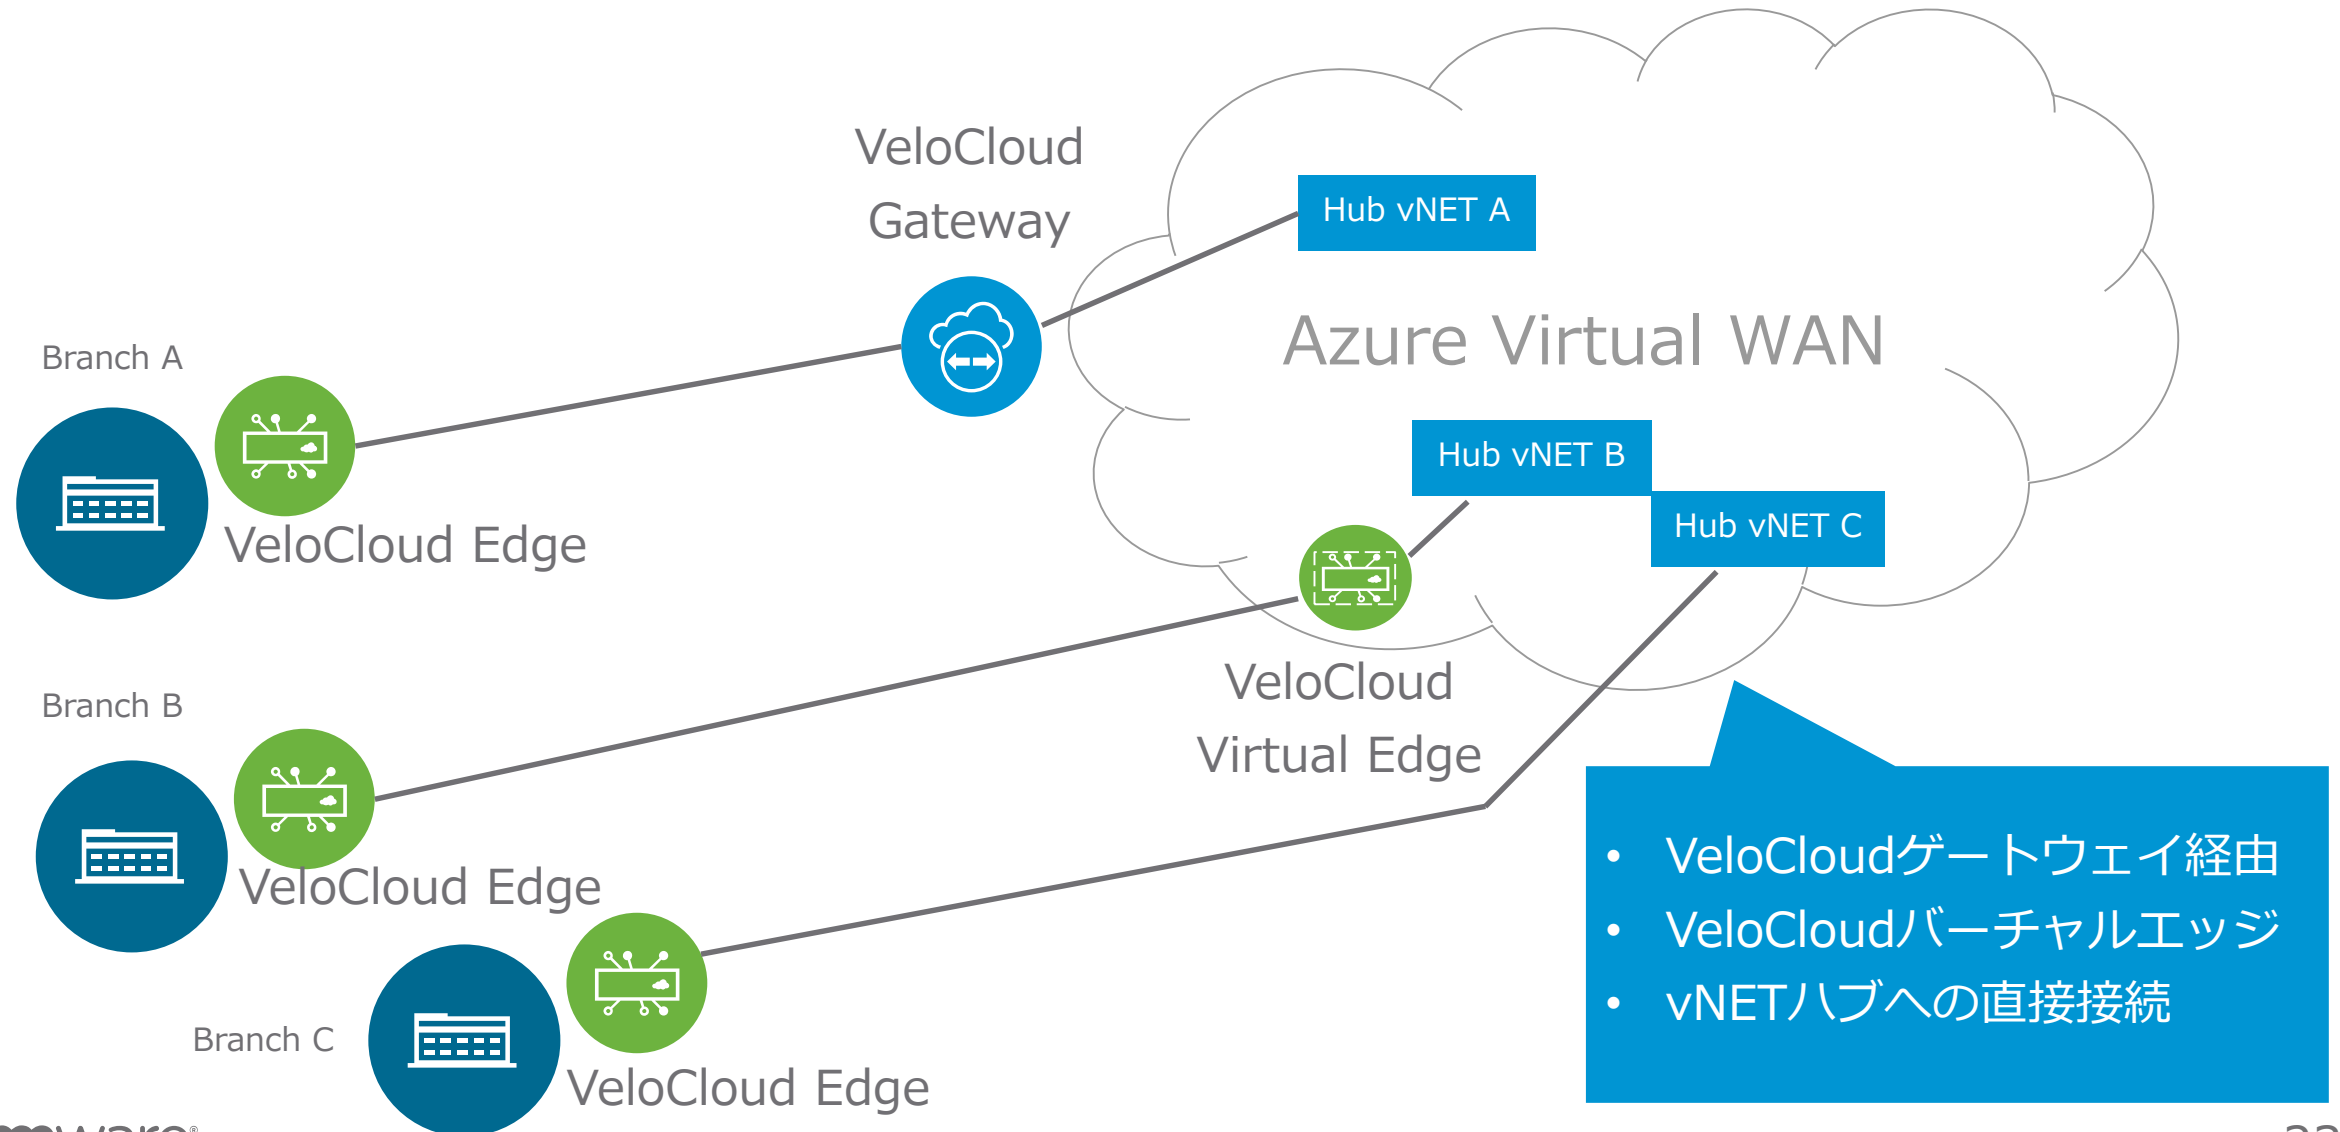 VeloCloud
Gateway
Hub vNET A
Azure Virtual WAN
Branch A
VeloCloud Edge
Hub vNET B
Hub vNET C
VeloCloud
Virtual Edge
Branch B
VeloCloud Edge
• VeloCloudゲートウェイ経由
• VeloCloudバーチャルエッジ
• vNETハブへの直接接続
Branch C
VeloCloud Edge